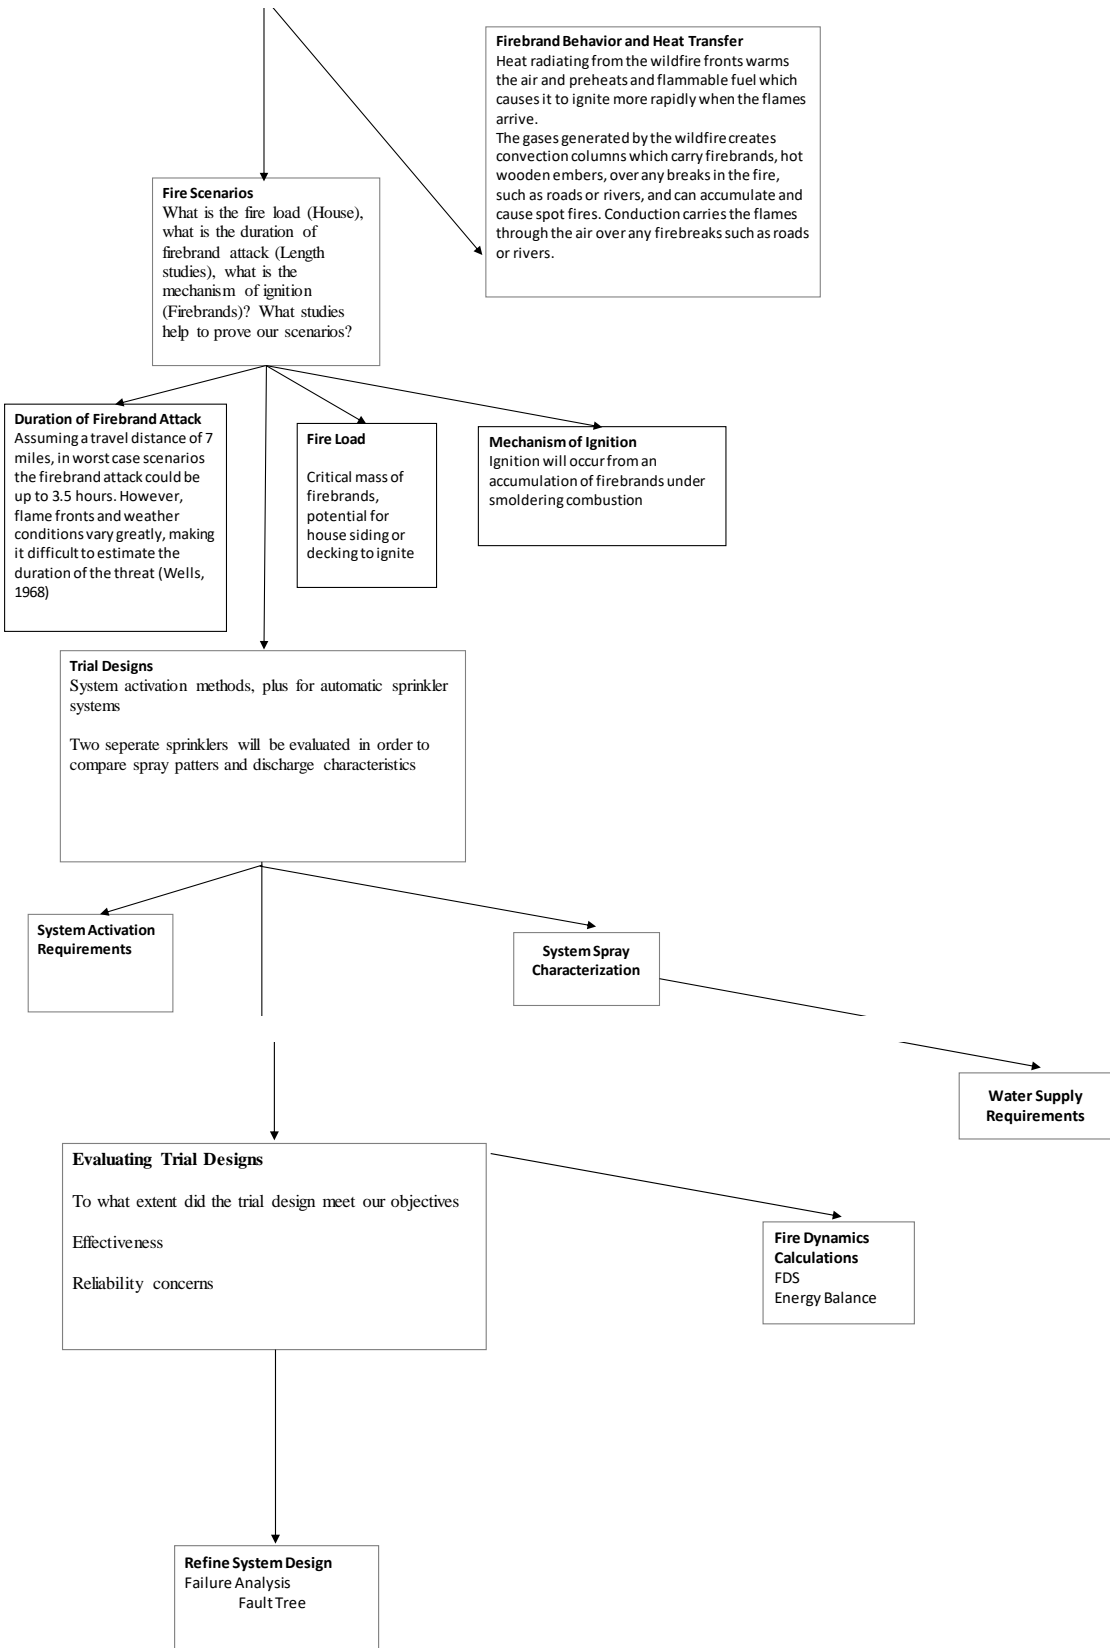 Firebrand Behavior and Heat Transfer
Heat radiating from the wildfire fronts warms
the air and preheats and flammable fuel which
causes it to ignite more rapidly when the flames
arrive.
The gases generated by the wildfire creates
convection columns which carry firebrands, hot
wooden embers, over any breaks in the fire,
such as roads or rivers, and can accumulate and
cause spot fires. Conduction carries the flames
through the air over any firebreaks such as roads
or rivers.
Fire Scenarios
What is the fire load (House),
what is the duration of
firebrand attack (Length
studies), what is the
mechanism of ignition
(Firebrands)? What studies
help to prove our scenarios?
Duration of Firebrand Attack
Assuming a travel distance of 7
miles, in worst case scenarios
the firebrand attack could be
up to 3.5 hours. However,
flame fronts and weather
conditions vary greatly, making
it difficult to estimate the
duration of the threat (Wells,
1968)
Fire Load
Critical mass of
firebrands,
potential for
house siding or
decking to ignite
Mechanism of Ignition
Ignition will occur from an
accumulation of firebrands under
smoldering combustion
Trial Designs
System activation methods, plus for automatic sprinkler
systems
Two seperate sprinklers will be evaluated in order to
compare spray patters and discharge characteristics
System Activation
Requirements
System Spray
Characterization
Water Supply
Requirements
Evaluating Trial Designs
To what extent did the trial design meet our objectives
Effectiveness
Reliability concerns
Fire Dynamics
Calculations
FDS
Energy Balance
Refine System Design
Failure Analysis
Fault Tree